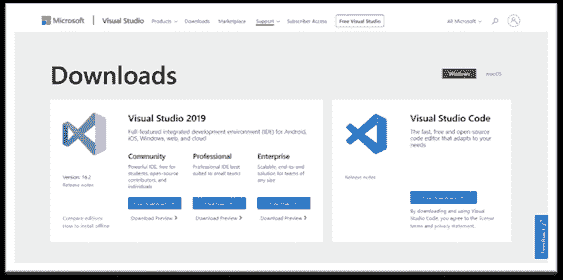 Microsoft | Visual Studio Products Downloads Marketplace Support Subscriber Access Free Visual Studio All Microsoft
Downloads
Windows macOS
Visual Studio 2019
Full-featured integrated development environment (IDE) for Android,
iOS, Windows, web, and cloud
Community
Powerful IDE, free for
students, open-source
contributors, and
individuals
Professional
Professional IDE best
suited to small teams
Enterprise
Scalable, end-to-end
solution for teams of
any size
Version: 16.2
Release notes
Download Preview
Download Preview
Download Preview
Compare editions
How to install offline
Visual Studio Code
The fast, free and open-source
code editor that adapts to your
needs
Release notes
By downloading and using Visual
Studio Code, you agree to the license
terms and privacy statement.